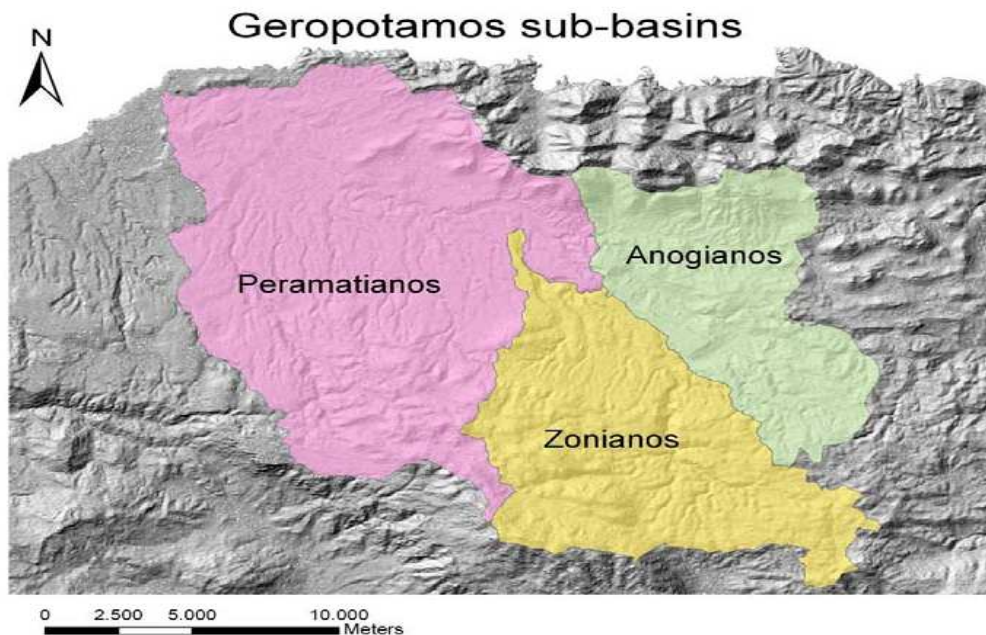 Geropotamos sub-basins
N
Peramatianos
Anogianos
Zonianos
0 2.500 5.000 10.000
Meters